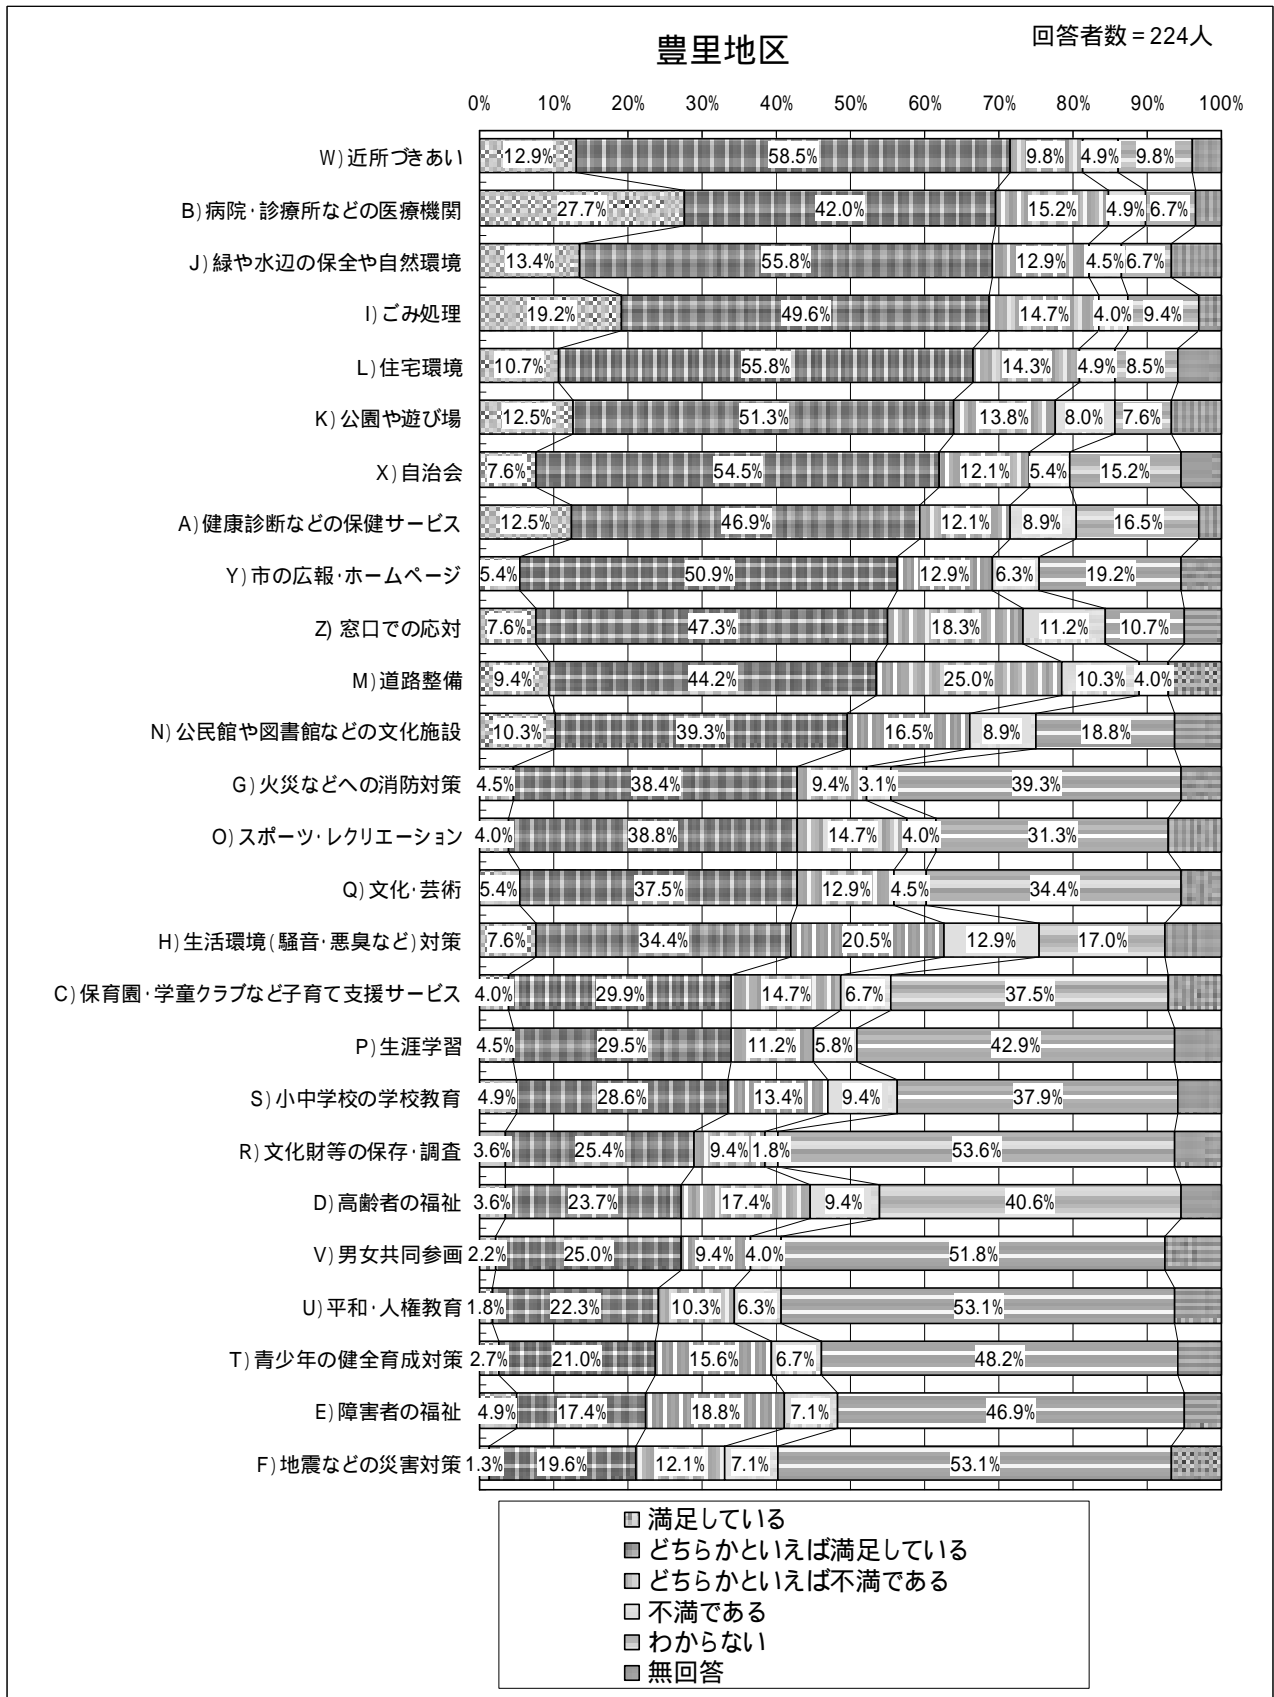 豊里地区
回答者数＝224人
0% 10% 20% 30% 40% 50% 60% 70% 80% 90% 100%
W)近所づきあい 12.9% 58.5% 9.8% 4.9% 9.8%
B)病院･診療所などの医療機関 27.7% 42.0% 15.2% 4.9% 6.7%
J)緑や水辺の保全や自然環境 13.4% 55.8% 12.9% 4.5% 6.7%
I)ごみ処理 19.2% 49.6% 14.7% 4.0% 9.4%
L)住宅環境 10.7% 55.8% 14.3% 4.9% 8.5%
K)公園や遊び場 12.5% 51.3% 13.8% 8.0% 7.6%
X)自治会 7.6% 54.5% 12.1% 5.4% 15.2%
A)健康診断などの保健サービス 12.5% 46.9% 12.1% 8.9% 16.5%
Y)市の広報･ホームページ 5.4% 50.9% 12.9% 6.3% 19.2%
Z)窓口での応対 7.6% 47.3% 18.3% 11.2% 10.7%
M)道路整備 9.4% 44.2% 25.0% 10.3% 4.0%
N)公民館や図書館などの文化施設 10.3% 39.3% 16.5% 8.9% 18.8%
G)火災などへの消防対策 4.5% 38.4% 9.4% 3.1% 39.3%
O)スポーツ･レクリエーション 4.0% 38.8% 14.7% 4.0% 31.3%
Q)文化･芸術 5.4% 37.5% 12.9% 4.5% 34.4%
H)生活環境(騒音･悪臭など)対策 7.6% 34.4% 20.5% 12.9% 17.0%
C)保育園･学童クラブなど子育て支援サービス 4.0% 29.9% 14.7% 6.7% 37.5%
P)生涯学習 4.5% 29.5% 11.2% 5.8% 42.9%
S)小中学校の学校教育 4.9% 28.6% 13.4% 9.4% 37.9%
R)文化財等の保存･調査 3.6% 25.4% 9.4% 1.8% 53.6%
D)高齢者の福祉 3.6% 23.7% 17.4% 9.4% 40.6%
V)男女共同参画 2.2% 25.0% 9.4% 4.0% 51.8%
U)平和･人権教育 1.8% 22.3% 10.3% 6.3% 53.1%
T)青少年の健全育成対策 2.7% 21.0% 15.6% 6.7% 48.2%
E)障害者の福祉 4.9% 17.4% 18.8% 7.1% 46.9%
F)地震などの災害対策 1.3% 19.6% 12.1% 7.1% 53.1%
満足している
どちらかといえば満足している
どちらかといえば不満である
不満である
わからない
無回答